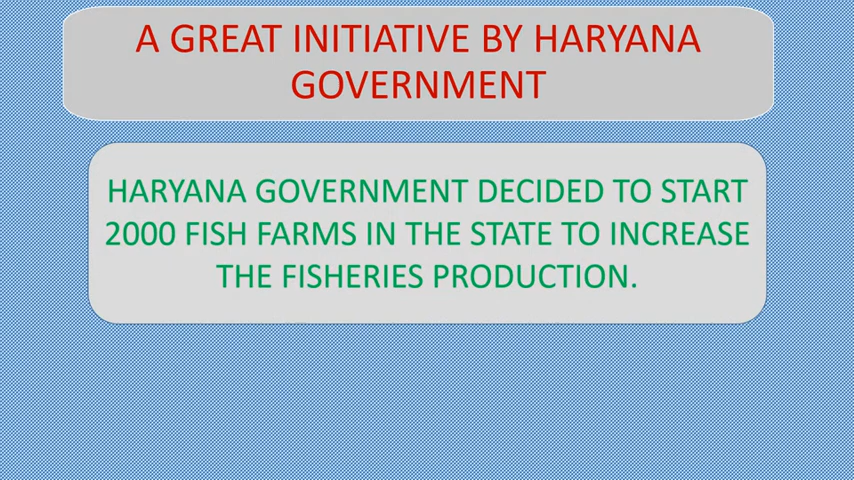 A GREAT INITIATIVE BY HARYANA
GOVERNMENT
HARYANA GOVERNMENT DECIDED TO START
2000 FISH FARMS IN THE STATE TO INCREASE
THE FISHERIES PRODUCTION.